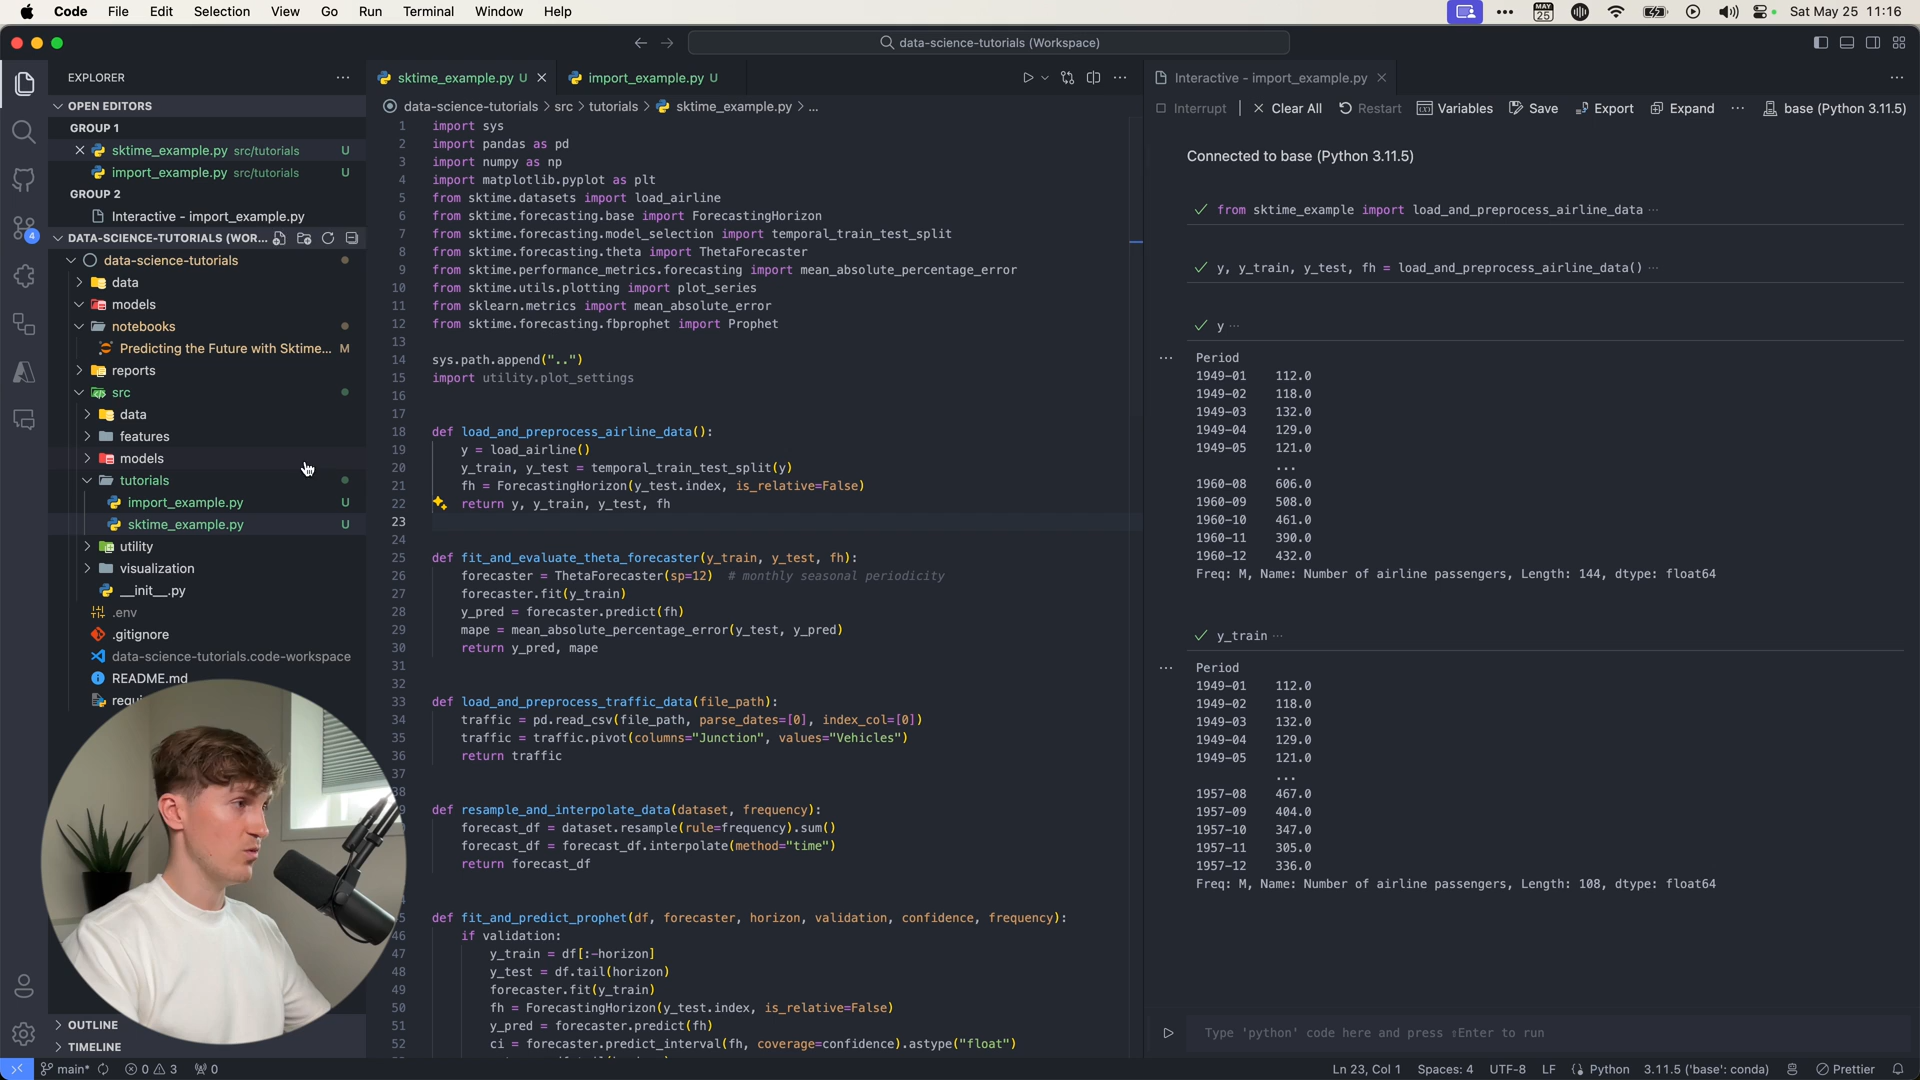 Code File Edit Selection View Go Run Terminal Window Help
MAY 25
Sat May 25 11:16
data-science-tutorials (Workspace)
EXPLORER
OPEN EDITORS
GROUP 1
sktime_example.py src/tutorials U
import_example.py src/tutorials U
GROUP 2
Interactive - import_example.py
4
DATA-SCIENCE-TUTORIALS (WOR...
data-science-tutorials
data
models
notebooks
Predicting the Future with Sktime... M
reports
src
data
features
models
tutorials
import_example.py U
sktime_example.py U
utility
visualization
__init__.py
.env
.gitignore
data-science-tutorials.code-workspace
README.md
OUTLINE
TIMELINE
sktime_example.py U
import_example.py U
data-science-tutorials > src > tutorials > sktime_example.py > ...
1 import sys
2 import pandas as pd
3 import numpy as np
4 import matplotlib.pyplot as plt
5 from sktime.datasets import load_airline
6 from sktime.forecasting.base import ForecastingHorizon
7 from sktime.forecasting.model_selection import temporal_train_test_split
8 from sktime.forecasting.theta import ThetaForecaster
9 from sktime.performance_metrics.forecasting import mean_absolute_percentage_error
10 from sktime.utils.plotting import plot_series
11 from sklearn.metrics import mean_absolute_error
12 from sktime.forecasting.fbprophet import Prophet
13
14 sys.path.append("..")
15 import utility.plot_settings
16
17
18 def load_and_preprocess_airline_data():
19 y = load_airline()
20 y_train, y_test = temporal_train_test_split(y)
21 fh = ForecastingHorizon(y_test.index, is_relative=False)
22 return y, y_train, y_test, fh
23
24
25 def fit_and_evaluate_theta_forecaster(y_train, y_test, fh):
26 forecaster = ThetaForecaster(sp=12) # monthly seasonal periodicity
27 forecaster.fit(y_train)
28 y_pred = forecaster.predict(fh)
29 mape = mean_absolute_percentage_error(y_test, y_pred)
30 return y_pred, mape
31
32
33 def load_and_preprocess_traffic_data(file_path):
34 traffic = pd.read_csv(file_path, parse_dates=[0], index_col=[0])
35 traffic = traffic.pivot(columns="Junction", values="Vehicles")
36 return traffic
37
38
9 def resample_and_interpolate_data(dataset, frequency):
forecast_df = dataset.resample(rule=frequency).sum()
forecast_df = forecast_df.interpolate(method="time")
return forecast_df
5 def fit_and_predict_prophet(df, forecaster, horizon, validation, confidence, frequency):
46 if validation:
47 y_train = df[:-horizon]
48 y_test = df.tail(horizon)
49 forecaster.fit(y_train)
50 fh = ForecastingHorizon(y_test.index, is_relative=False)
51 y_pred = forecaster.predict(fh)
52 ci = forecaster.predict_interval(fh, coverage=confidence).astype("float")
Interactive - import_example.py
Interrupt Clear All Restart Variables Save Export Expand ... base (Python 3.11.5)
Connected to base (Python 3.11.5)
from sktime_example import load_and_preprocess_airline_data ...
y, y_train, y_test, fh = load_and_preprocess_airline_data() ...
y ...
... Period
1949-01 112.0
1949-02 118.0
1949-03 132.0
1949-04 129.0
1949-05 121.0
...
1960-08 606.0
1960-09 508.0
1960-10 461.0
1960-11 390.0
1960-12 432.0
Freq: M, Name: Number of airline passengers, Length: 144, dtype: float64
y_train ...
... Period
1949-01 112.0
1949-02 118.0
1949-03 132.0
1949-04 129.0
1949-05 121.0
...
1957-08 467.0
1957-09 404.0
1957-10 347.0
1957-11 305.0
1957-12 336.0
Freq: M, Name: Number of airline passengers, Length: 108, dtype: float64
Type 'python' code here and press ⇧Enter to run
main* 0 3 0
Ln 23, Col 1 Spaces: 4 UTF-8 LF Python 3.11.5 ('base': conda) Prettier